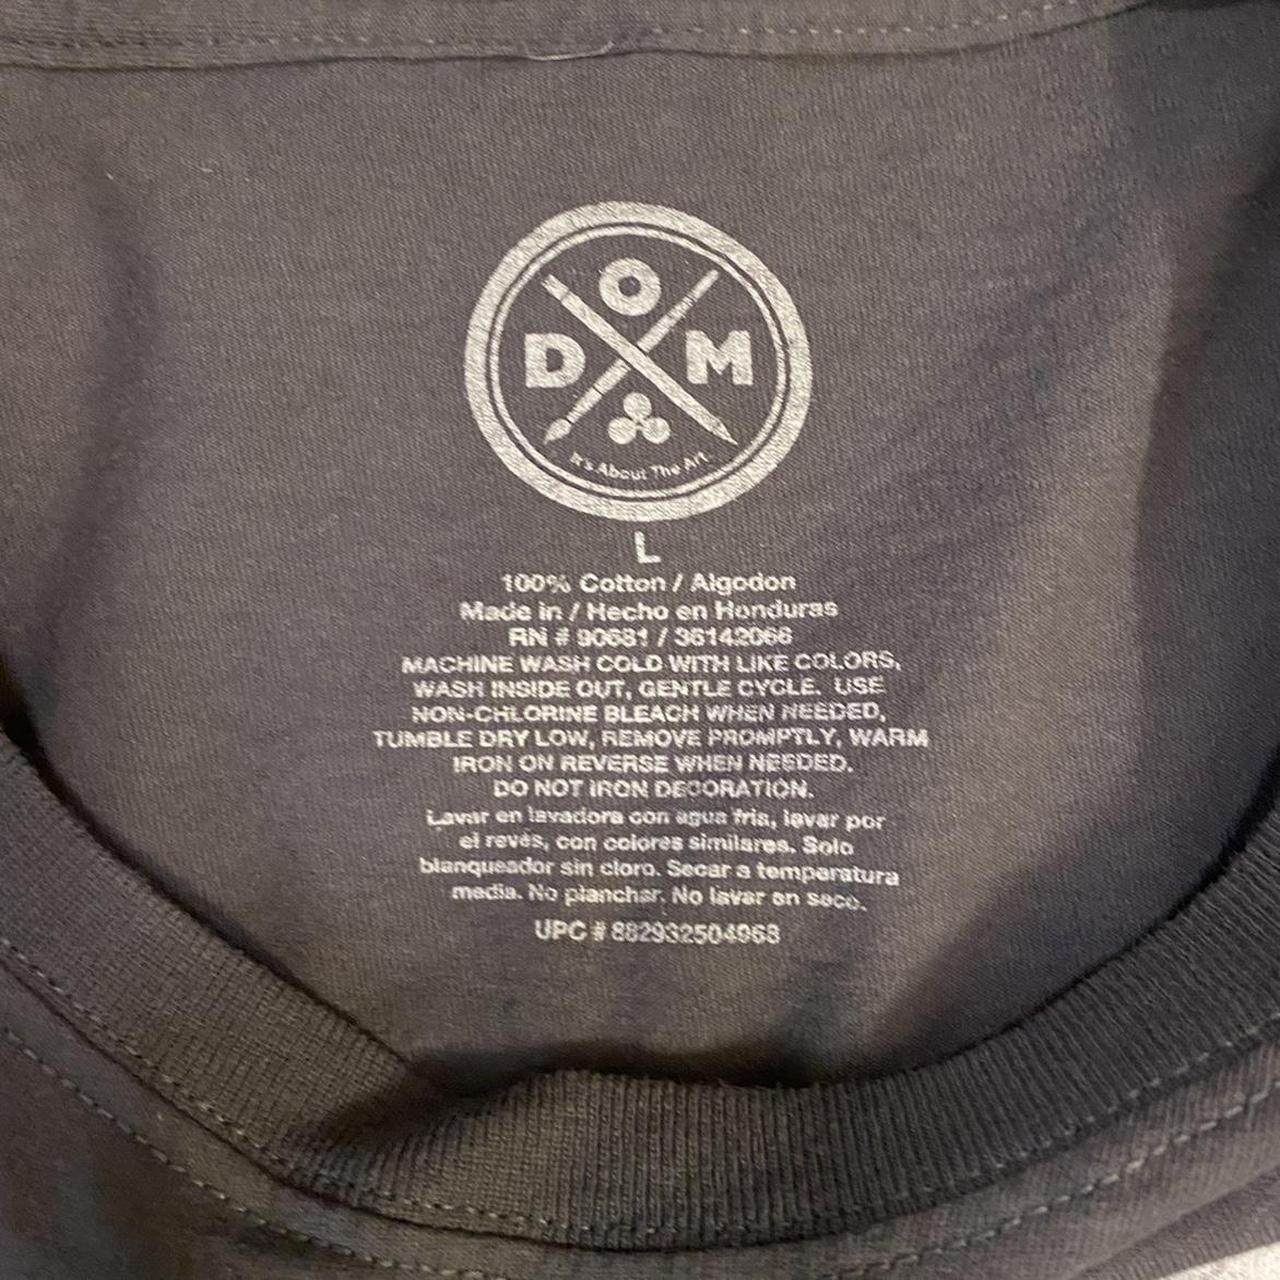 O
D M
It's About The Art
L
100% Cotton / Algodon
Made in / Hecho en Honduras
RN # 90681 / 36142066
MACHINE WASH COLD WITH LIKE COLORS,
WASH INSIDE OUT, GENTLE CYCLE. USE
NON-CHLORINE BLEACH WHEN NEEDED,
TUMBLE DRY LOW, REMOVE PROMPTLY, WARM
IRON ON REVERSE WHEN NEEDED.
DO NOT IRON DECORATION.
Lavar en lavadora con agua fria, lavar por
el revés, con colores similares. Solo
blanqueador sin cloro. Secar a temperatura
media. No planchar. No lavar en seco.
UPC # 882932504968